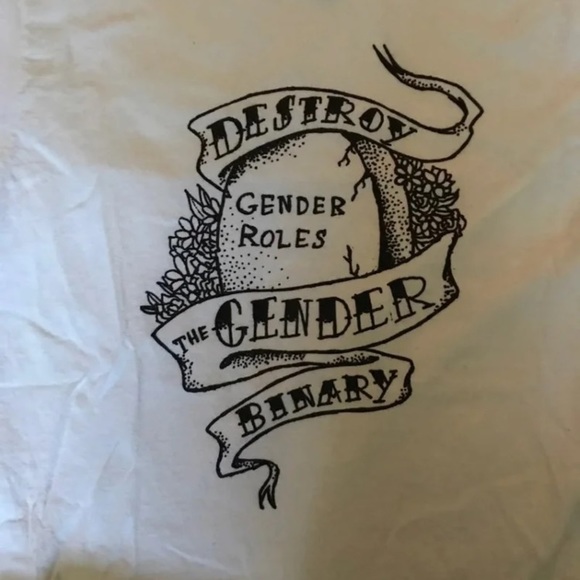 DESTROY
GENDER
ROLES
THE GENDER
BINARY